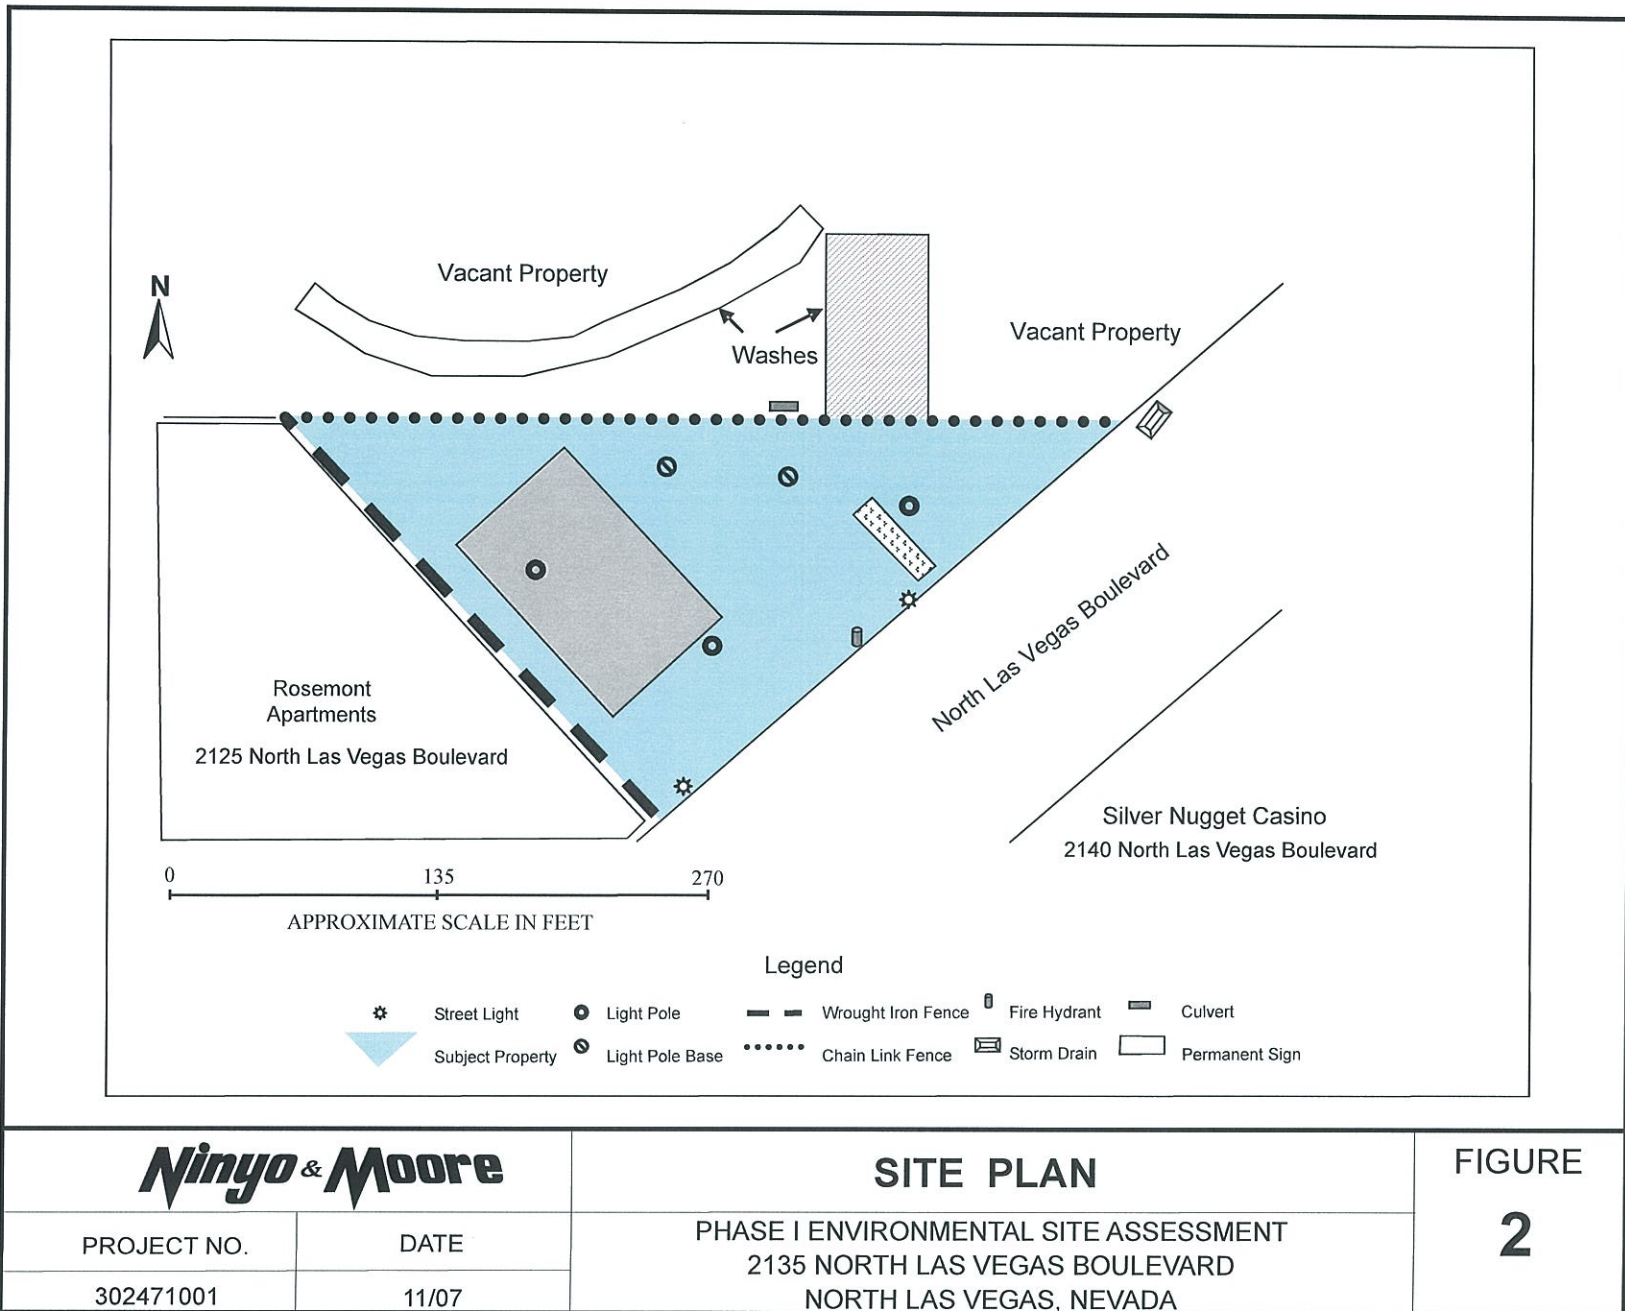 N
Vacant Property
Washes
Vacant Property
North Las Vegas Boulevard
Rosemont
Apartments
2125 North Las Vegas Boulevard
Silver Nugget Casino
2140 North Las Vegas Boulevard
0 135 270
APPROXIMATE SCALE IN FEET
Legend
Street Light Light Pole Wrought Iron Fence Fire Hydrant Culvert
Subject Property Light Pole Base Chain Link Fence Storm Drain Permanent Sign
Ninyo & Moore
PROJECT NO. DATE
302471001 11/07
SITE PLAN
PHASE I ENVIRONMENTAL SITE ASSESSMENT
2135 NORTH LAS VEGAS BOULEVARD
NORTH LAS VEGAS, NEVADA
FIGURE
2